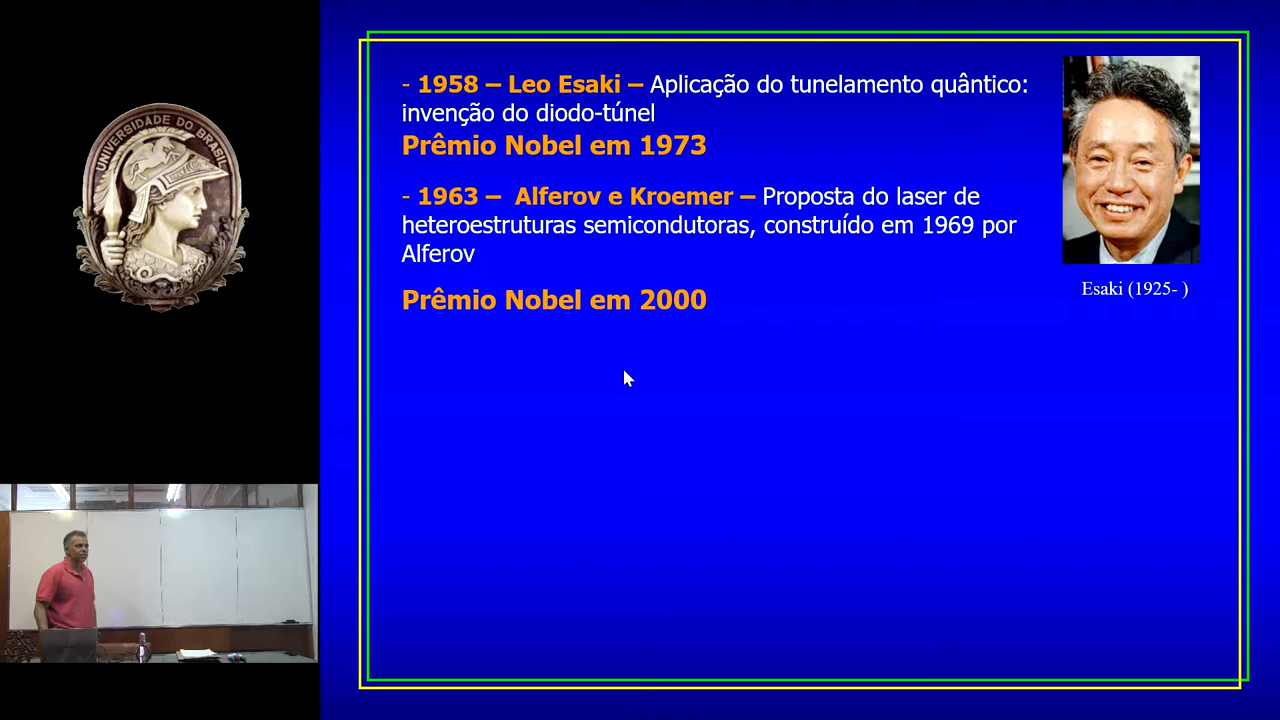 UNIVERSIDADE DO BRASIL
- 1958 – Leo Esaki – Aplicação do tunelamento quântico:
invenção do diodo-túnel
Prêmio Nobel em 1973
- 1963 – Alferov e Kroemer – Proposta do laser de
heteroestruturas semicondutoras, construído em 1969 por
Alferov
Prêmio Nobel em 2000
Esaki (1925- )